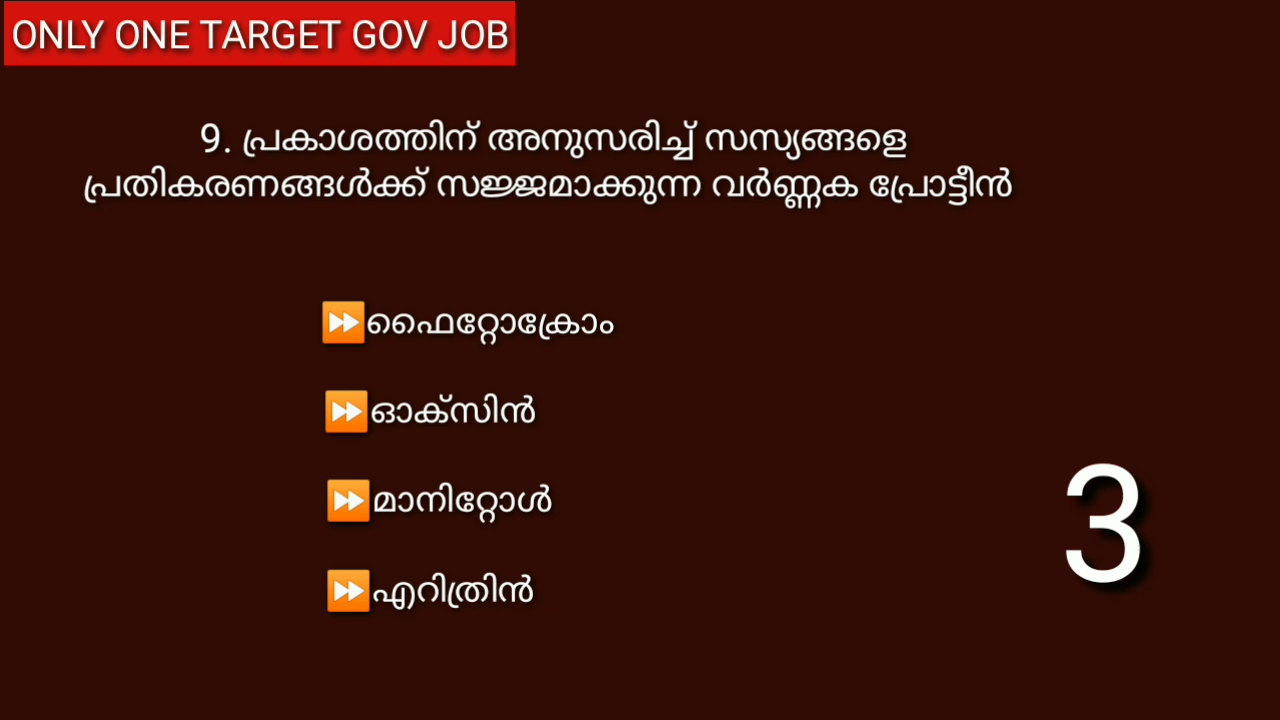 ONLY ONE TARGET GOV JOB
9. പ്രകാശത്തിന് അനുസരിച്ച് സസ്യങ്ങളെ
പ്രതികരണങ്ങൾക്ക് സജ്ജമാക്കുന്ന വർണ്ണക പ്രോട്ടീൻ
⏩ഫൈറ്റോക്രോം
⏩ഓക്സിൻ
⏩മാനിറ്റോൾ
3
⏩എറിത്രിൻ